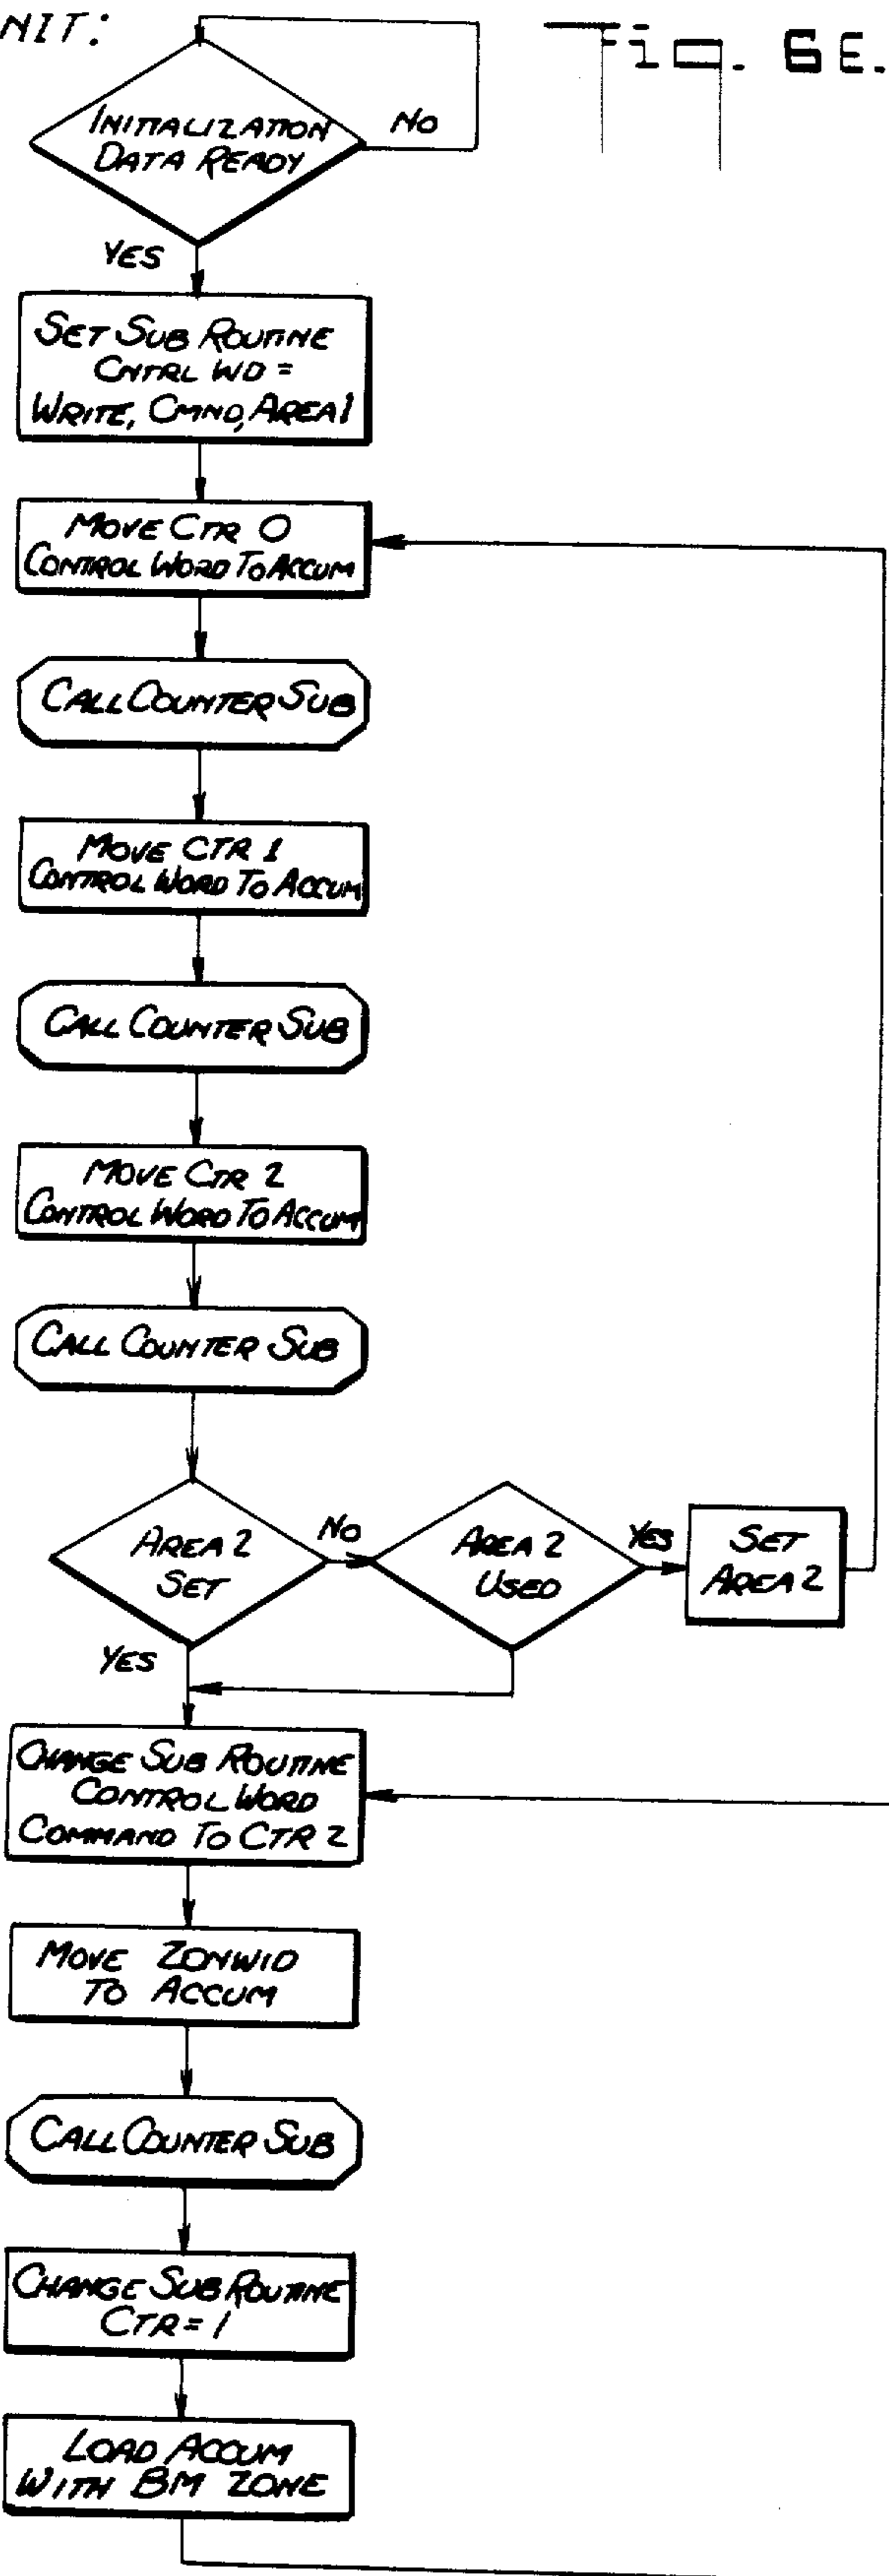 NIT:
Fig. 6E.
INITIALIZATION
DATA READY
NO
YES
SET SUB ROUTINE
CNTRL WD =
WRITE, CMND, AREA 1
MOVE CTR 0
CONTROL WORD TO ACCUM
CALL COUNTER SUB
MOVE CTR 1
CONTROL WORD TO ACCUM
CALL COUNTER SUB
MOVE CTR 2
CONTROL WORD TO ACCUM
CALL COUNTER SUB
AREA 2
SET
NO
AREA 2
USED
YES
SET
AREA 2
YES
CHANGE SUB ROUTINE
CONTROL WORD
COMMAND TO CTR 2
MOVE ZONWID
TO ACCUM
CALL COUNTER SUB
CHANGE SUB ROUTINE
CTR = 1
LOAD ACCUM
WITH BM ZONE